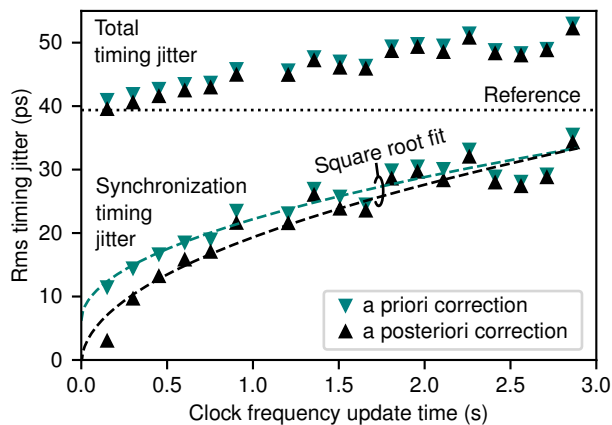 Total
timing jitter
Reference
Square root fit
Synchronization
timing
jitter
a priori correction
a posteriori correction
Rms timing jitter (ps)
50
40
30
20
10
0
0.0 0.5 1.0 1.5 2.0 2.5 3.0
Clock frequency update time (s)